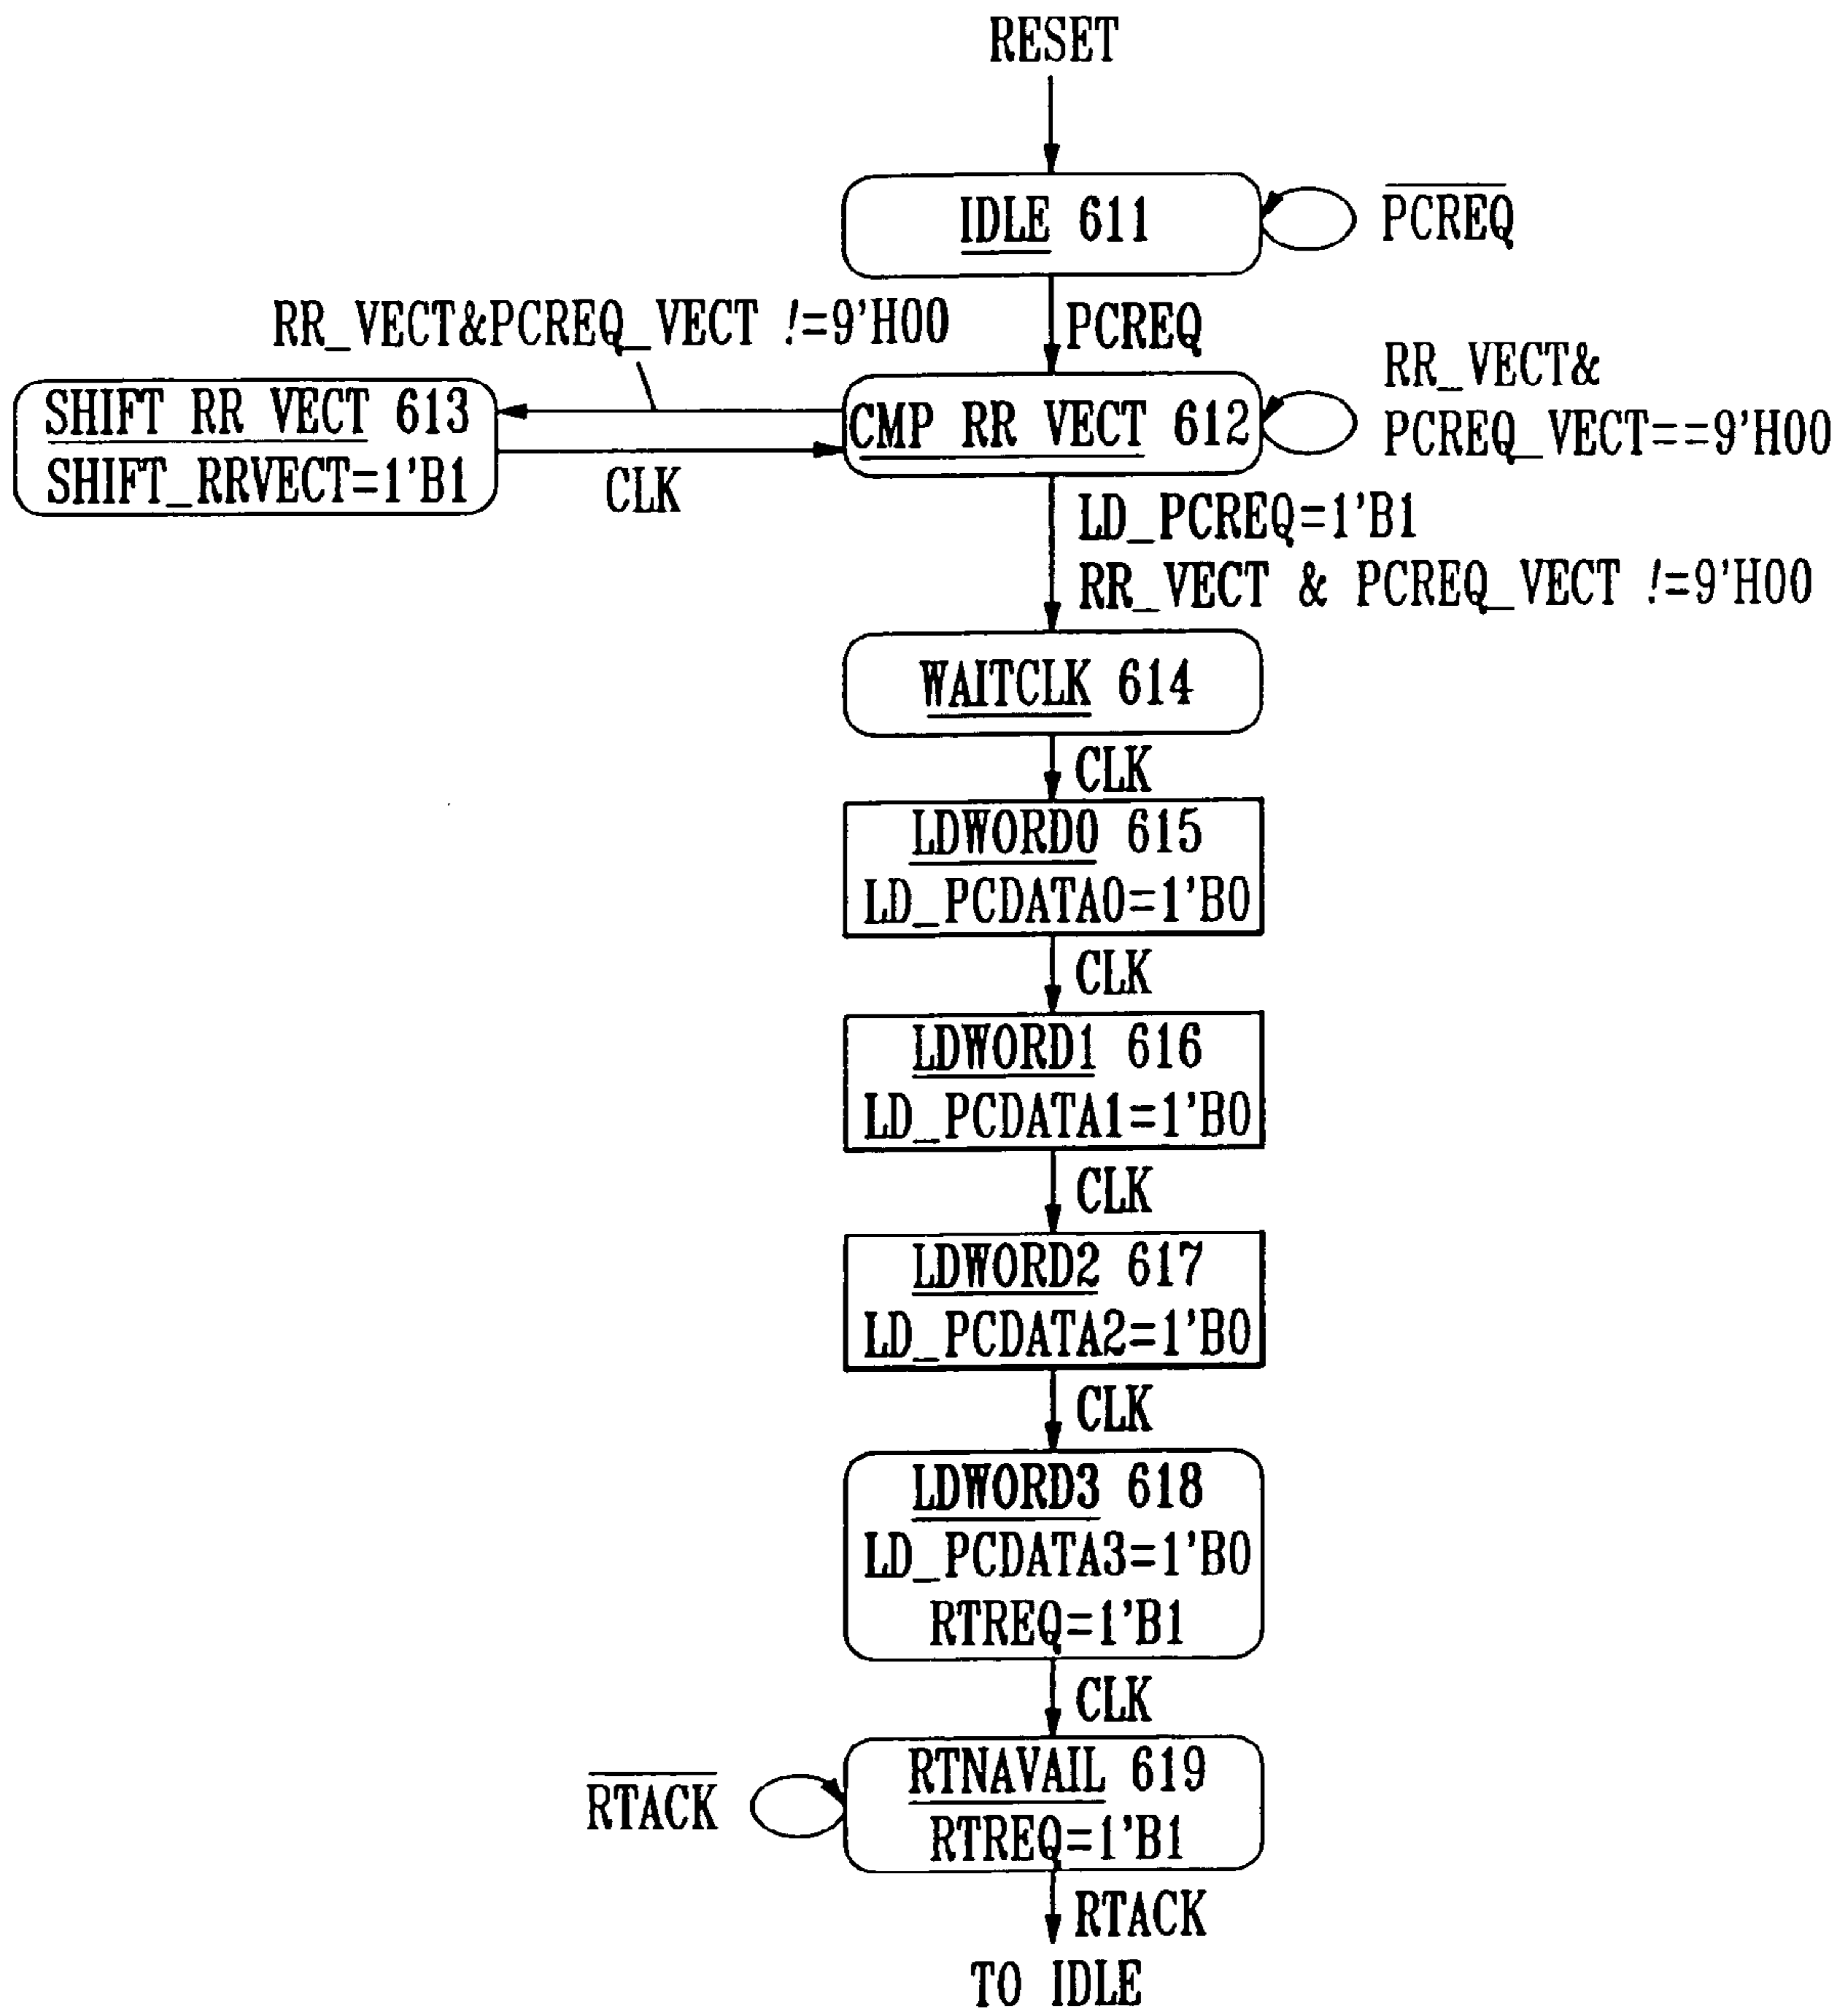 RESET
IDLE 611
PCREQ
PCREQ
RR_VECT&PCREQ_VECT !=9'H00
RR_VECT&
PCREQ_VECT==9'H00
SHIFT RR VECT 613
SHIFT_RRVECT=1'B1
CMP RR VECT 612
CLK
LD_PCREQ=1'B1
RR_VECT & PCREQ_VECT !=9'H00
WAITCLK 614
CLK
LDWORD0 615
LD_PCDATA0=1'B0
CLK
LDWORD1 616
LD_PCDATA1=1'B0
CLK
LDWORD2 617
LD_PCDATA2=1'B0
CLK
LDWORD3 618
LD_PCDATA3=1'B0
RTREQ=1'B1
CLK
RTNAVAIL 619
RTREQ=1'B1
RTACK
RTACK
TO IDLE